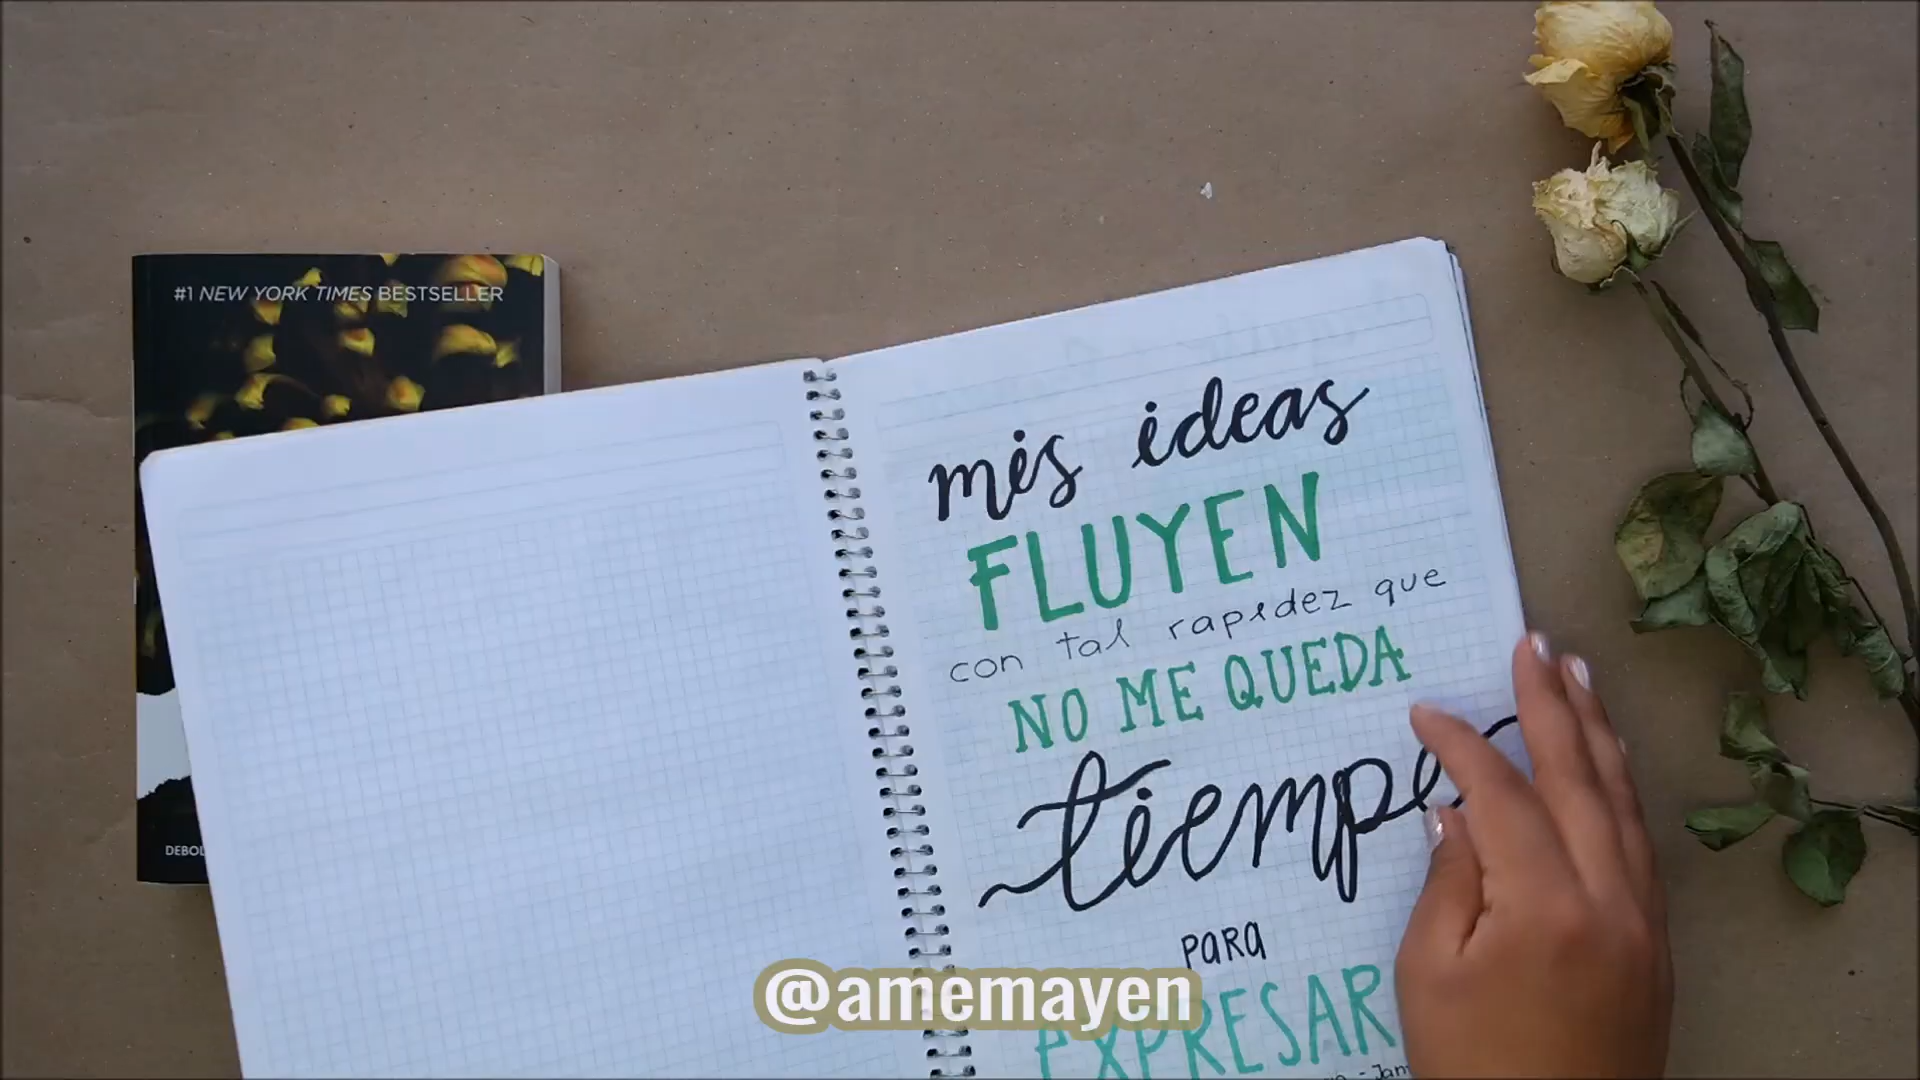 #1 NEW YORK TIMES BESTSELLER
mis ideas
FLUYEN
con tal rapidez que
NO ME QUEDA
tiempo
para
EXPRESAR
@amemayen